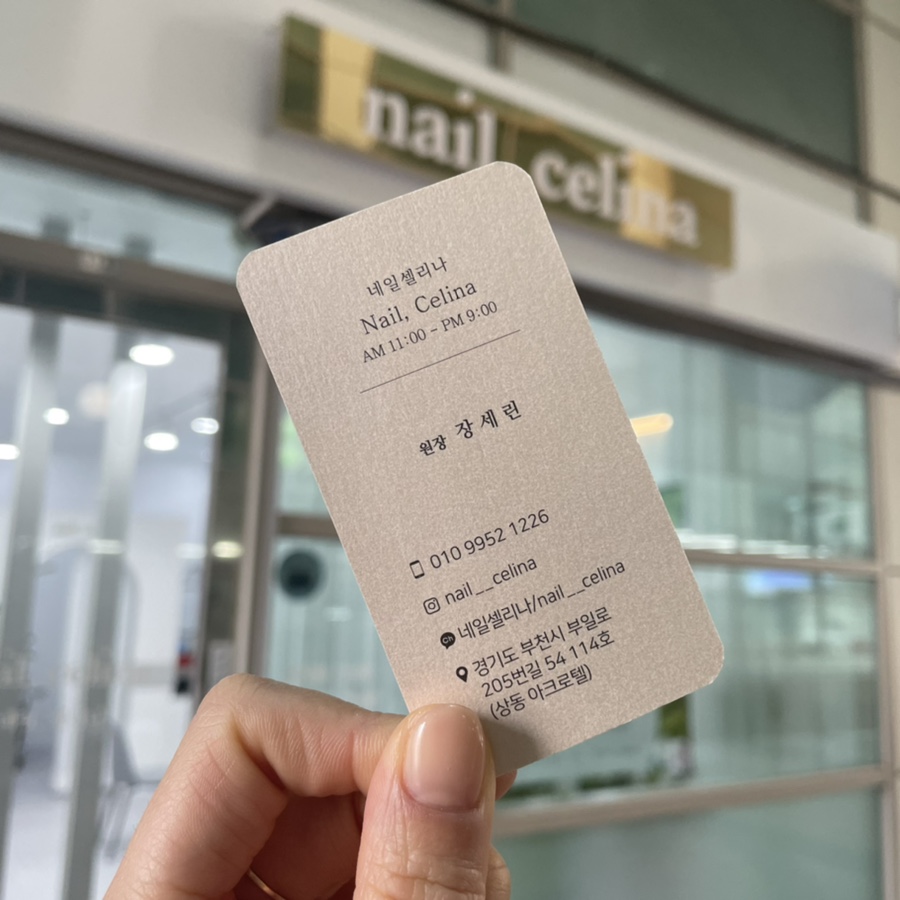 nail celina
네일셀리나
Nail, Celina
AM 11:00 ~ PM 9:00
원장 장세린
010 9952 1226
nail__celina
Ch 네일셀리나/nail__celina
경기도 부천시 부일로
205번길 54 114호
(상동 아크로텔)